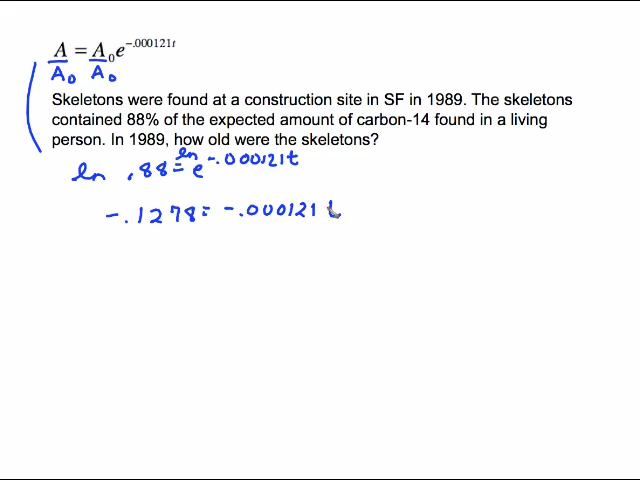 A = A₀e^-.000121t
A₀ A₀
Skeletons were found at a construction site in SF in 1989. The skeletons
contained 88% of the expected amount of carbon-14 found in a living
person. In 1989, how old were the skeletons?
ln .88 = ln e^-.000121t
-.1278 = -.000121 t